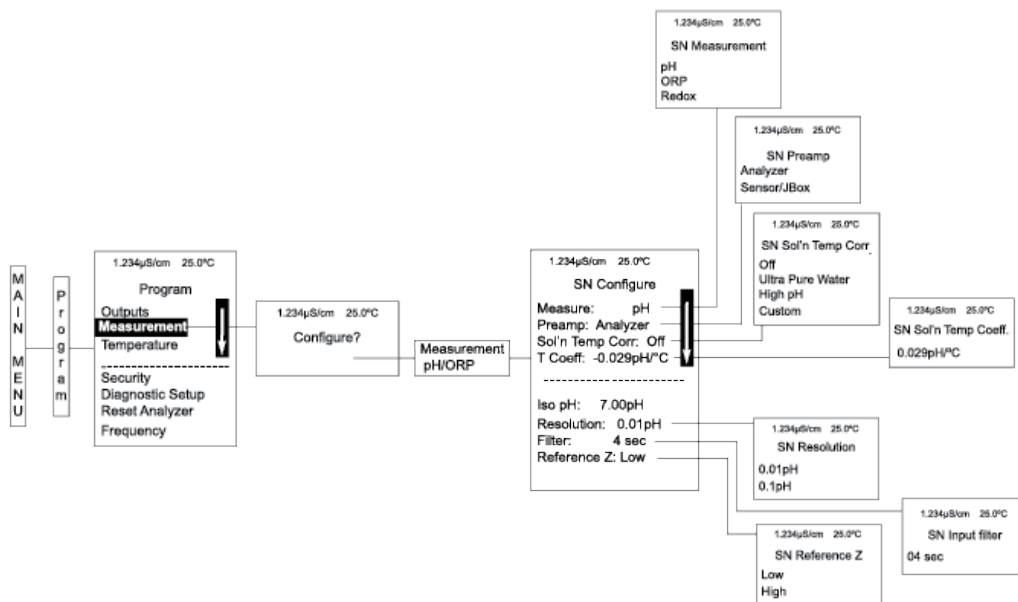 MAIN MENU
Program
1.234µS/cm 25.0ºC
Program
Outputs
Measurement
Temperature
Security
Diagnostic Setup
Reset Analyzer
Frequency
1.234µS/cm 25.0ºC
Configure?
Measurement
pH/ORP
1.234µS/cm 25.0ºC
SN Configure
Measure: pH
Preamp: Analyzer
Sol'n Temp Corr: Off
T Coeff: -0.029pH/°C
Iso pH: 7.00pH
Resolution: 0.01pH
Filter: 4 sec
Reference Z: Low
1.234µS/cm 25.0ºC
SN Measurement
pH
ORP
Redox
1.234µS/cm 25.0ºC
SN Preamp
Analyzer
Sensor/JBox
1.234µS/cm 25.0ºC
SN Sol'n Temp Corr
Off
Ultra Pure Water
High pH
Custom
1.234µS/cm 25.0ºC
SN Sol'n Temp Coeff.
0.029pH/°C
1.234µS/cm 25.0ºC
SN Resolution
0.01pH
0.1pH
1.234µS/cm 25.0ºC
SN Input filter
04 sec
1.234µS/cm 25.0ºC
SN Reference Z
Low
High